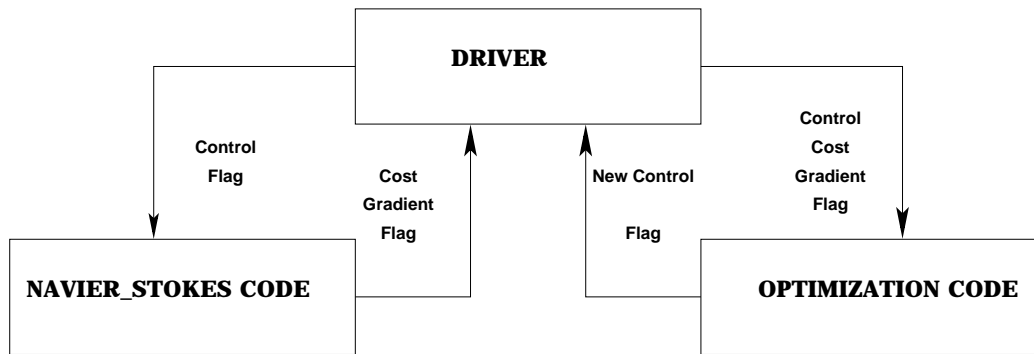 DRIVER
Control
Flag
Cost
Gradient
Flag
New Control
Flag
Control
Cost
Gradient
Flag
NAVIER_STOKES CODE
OPTIMIZATION CODE